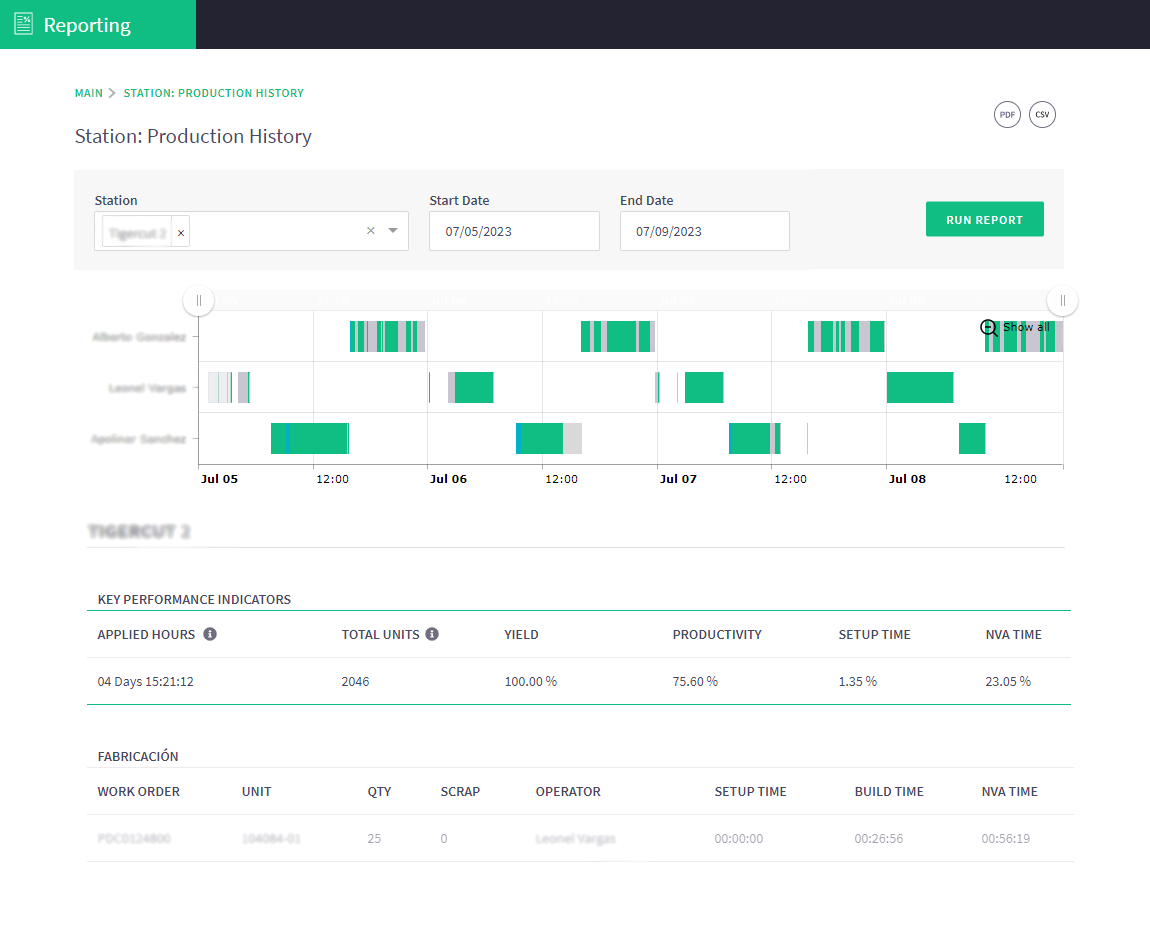 Reporting
MAIN > STATION: PRODUCTION HISTORY
PDF CSV
Station: Production History
Station Start Date End Date
Tigercut 2 × × 07/05/2023 07/09/2023 RUN REPORT
Alberto Gonzalez Show all
Leonel Vargas
Apolinar Sanchez
Jul 05 12:00 Jul 06 12:00 Jul 07 12:00 Jul 08 12:00
TIGERCUT 2
KEY PERFORMANCE INDICATORS
APPLIED HOURS TOTAL UNITS YIELD PRODUCTIVITY SETUP TIME NVA TIME
04 Days 15:21:12 2046 100.00 % 75.60 % 1.35 % 23.05 %
FABRICACIÓN
WORK ORDER UNIT QTY SCRAP OPERATOR SETUP TIME BUILD TIME NVA TIME
PDC0124800 104084-01 25 0 Leonel Vargas 00:00:00 00:26:56 00:56:19